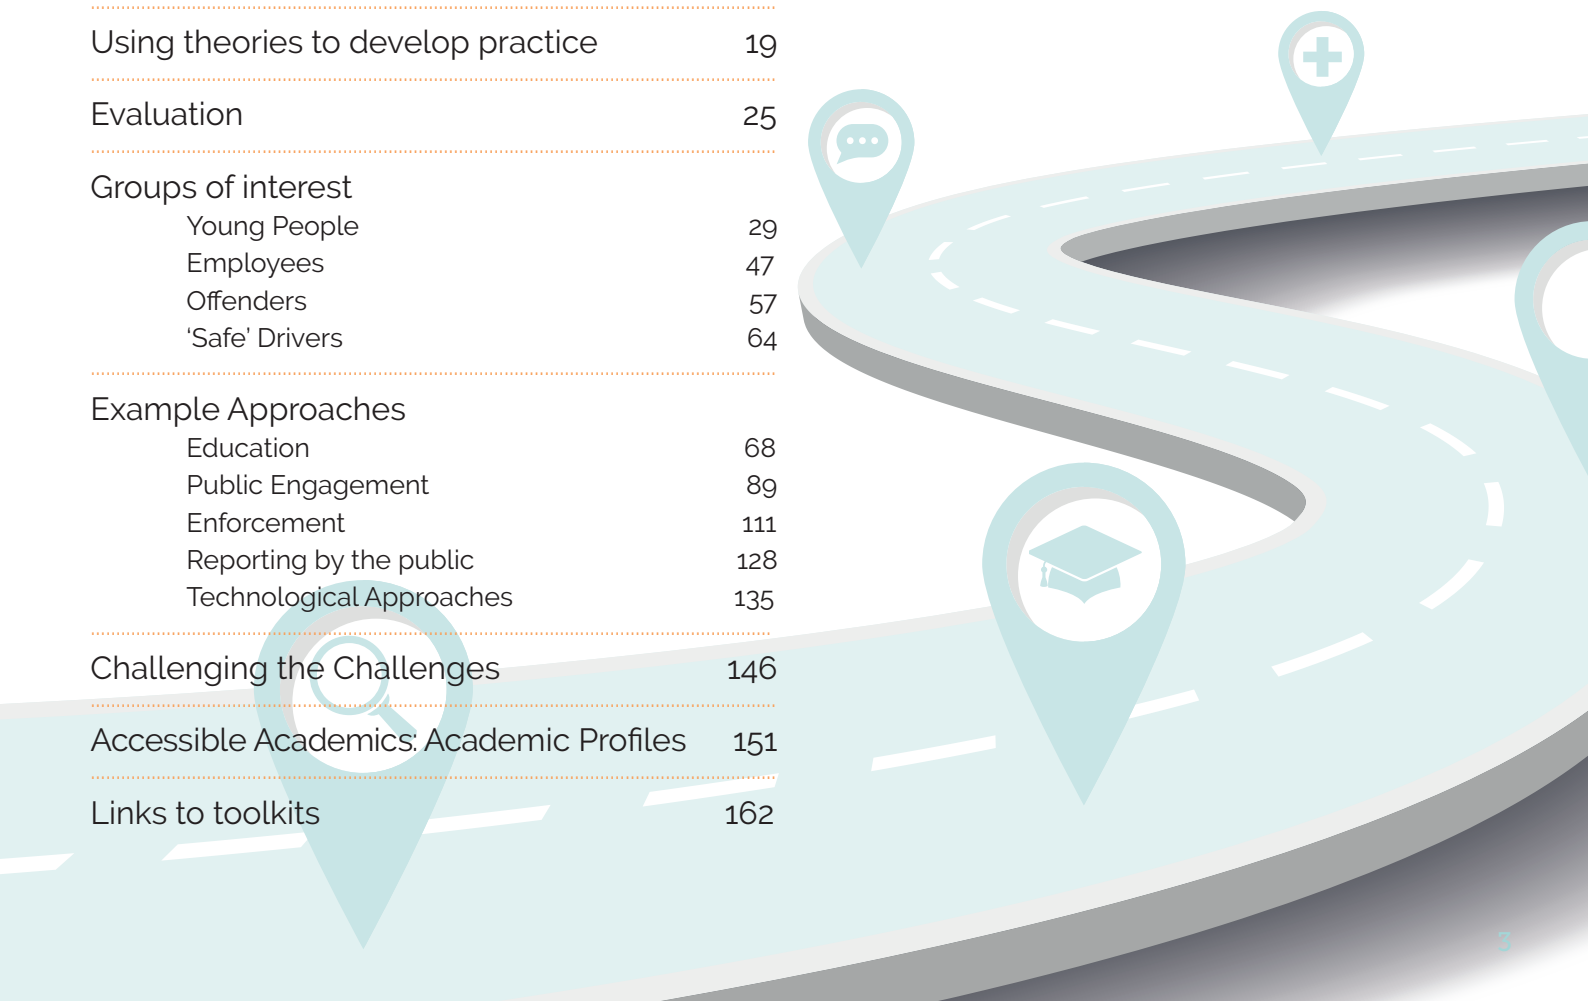 Using theories to develop practice 19
Evaluation 25
Groups of interest
Young People 29
Employees 47
Offenders 57
‘Safe’ Drivers 64
Example Approaches
Education 68
Public Engagement 89
Enforcement 111
Reporting by the public 128
Technological Approaches 135
Challenging the Challenges 146
Accessible Academics: Academic Profiles 151
Links to toolkits 162
3